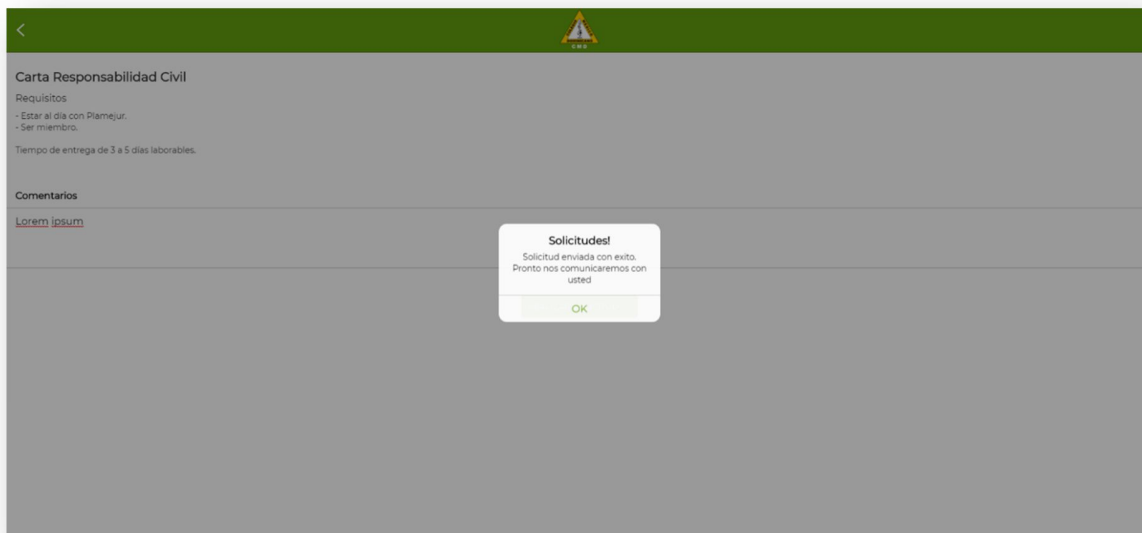 CMD
Carta Responsabilidad Civil
Requisitos
- Estar al día con Plamejur.
- Ser miembro.
Tiempo de entrega de 3 a 5 días laborables.
Comentarios
Lorem ipsum
Solicitudes!
Solicitud enviada con exito.
Pronto nos comunicaremos con
usted
OK